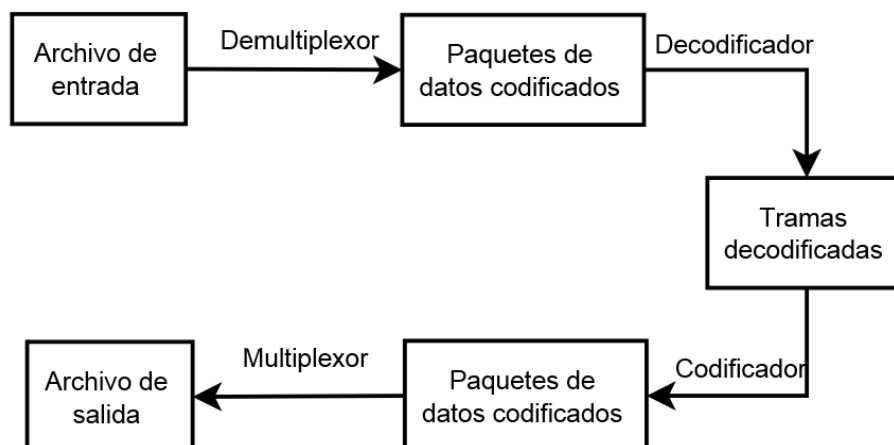 Archivo de
entrada
Demultiplexor
Paquetes de
datos codificados
Decodificador
Tramas
decodificadas
Codificador
Paquetes de
datos codificados
Multiplexor
Archivo de
salida